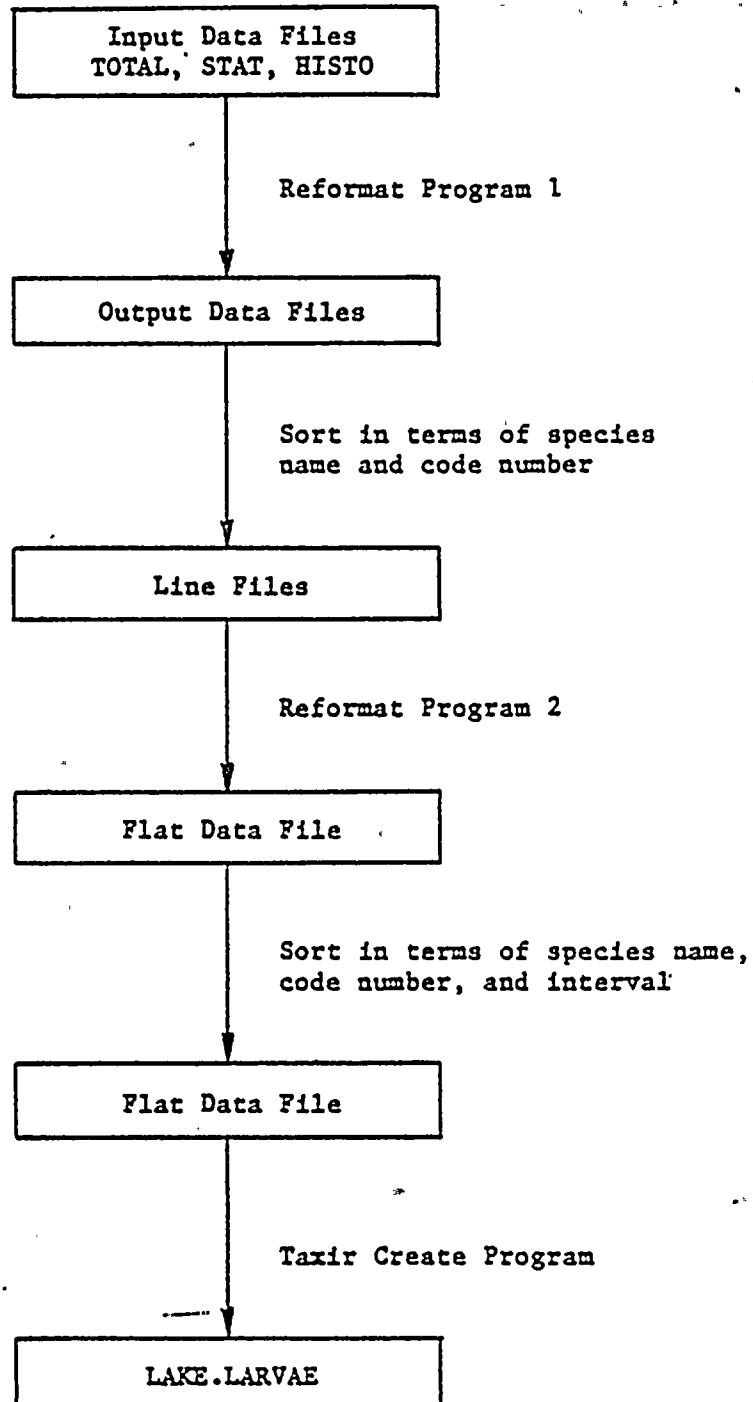 Input Data Files
TOTAL, STAT, HISTO
Reformat Program 1
Output Data Files
Sort in terms of species
name and code number
Line Files
Reformat Program 2
Flat Data File
Sort in terms of species name,
code number, and interval
Flat Data File
Taxir Create Program
LAKE.LARVAE